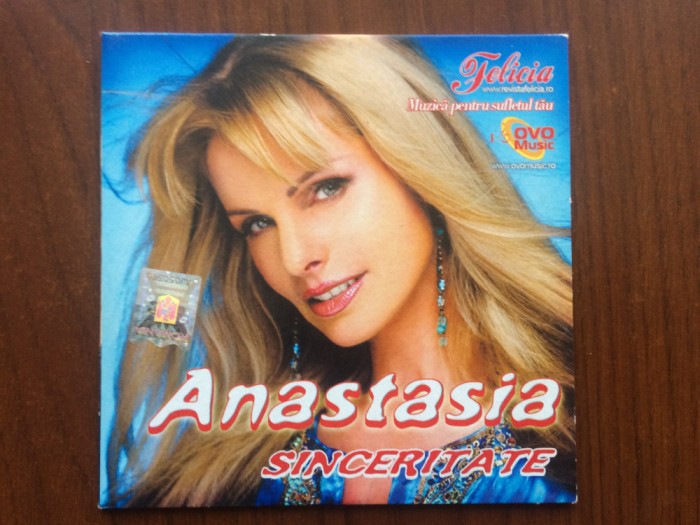 Felicia
www.revistafelicia.ro
Muzică pentru sufletul tău
OVO
Music
www.ovomusic.ro
Anastasia
SINCERITATE